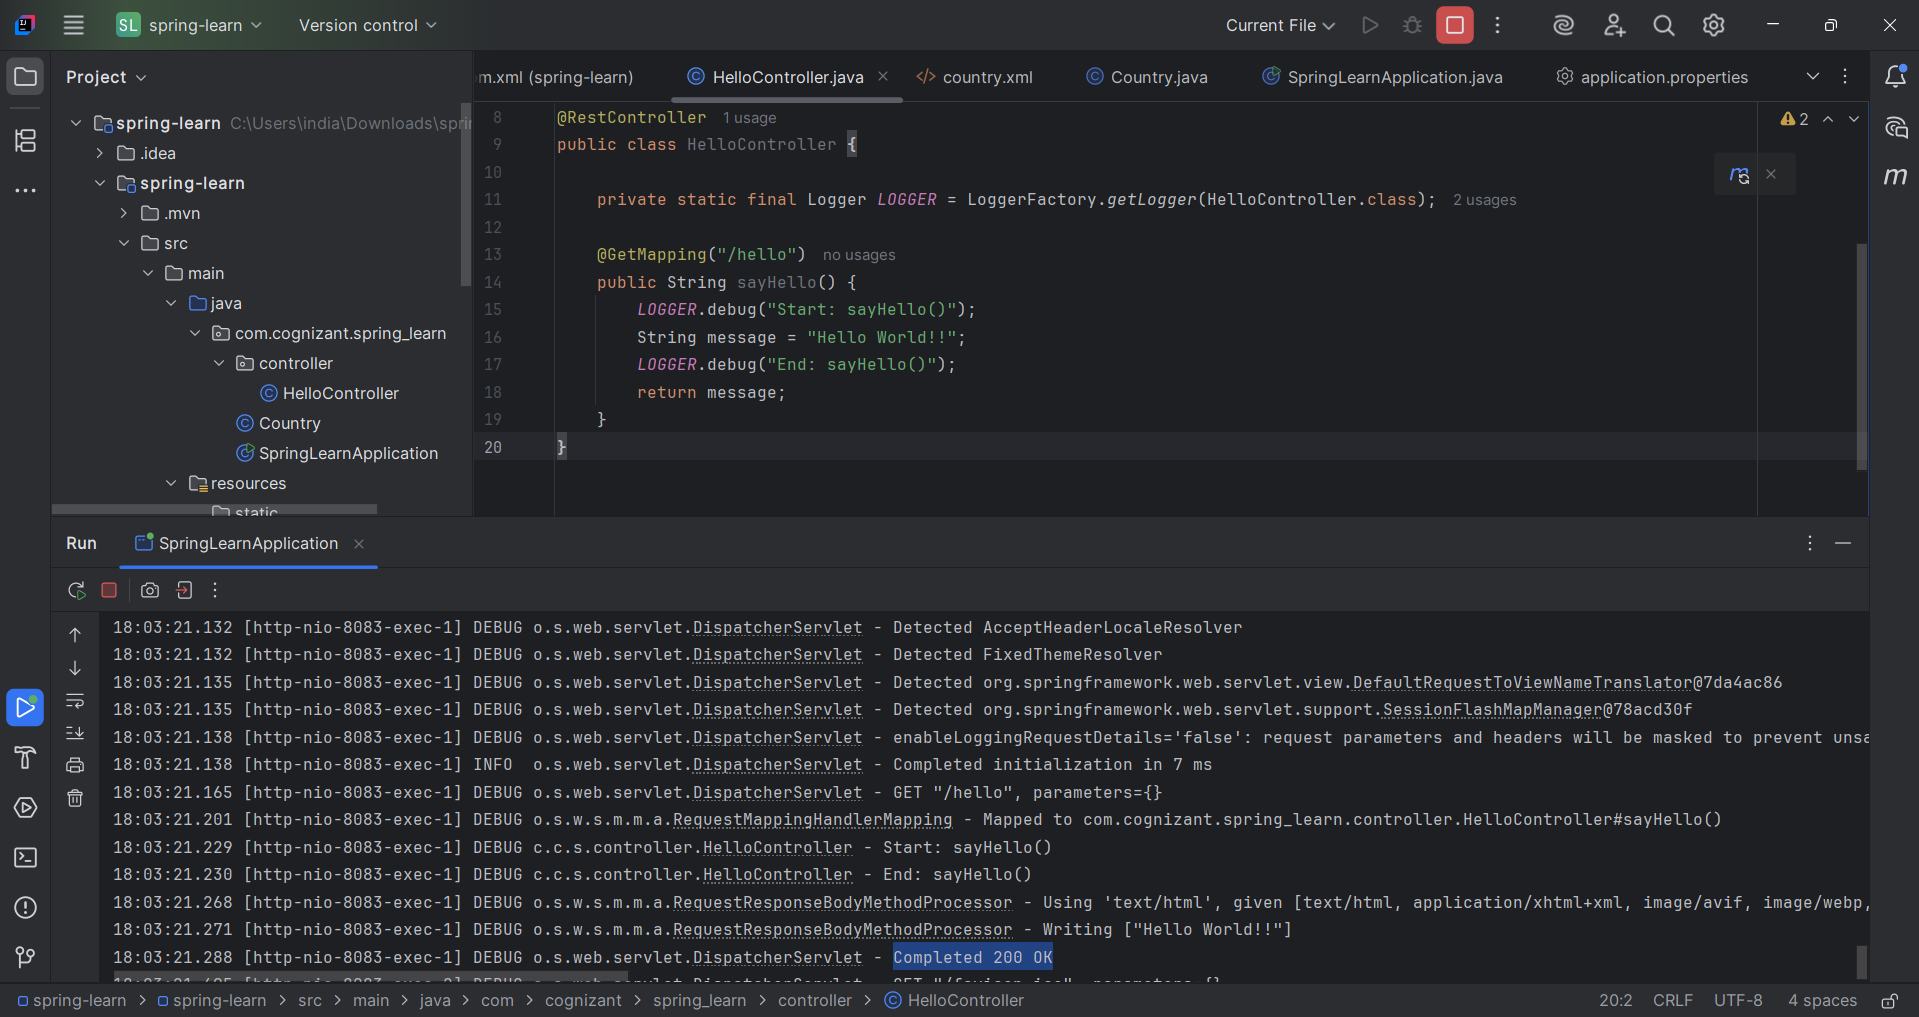 SL spring-learn Version control Current File
Project
m.xml (spring-learn) HelloController.java country.xml Country.java SpringLearnApplication.java application.properties
spring-learn C:\Users\india\Downloads\spri
.idea
spring-learn
.mvn
src
main
java
com.cognizant.spring_learn
controller
HelloController
Country
SpringLearnApplication
resources
static
8 @RestController 1 usage
9 public class HelloController {
10
11 private static final Logger LOGGER = LoggerFactory.getLogger(HelloController.class); 2 usages
12
13 @GetMapping("/hello") no usages
14 public String sayHello() {
15 LOGGER.debug("Start: sayHello()");
16 String message = "Hello World!!";
17 LOGGER.debug("End: sayHello()");
18 return message;
19 }
20 }
2
m
m
Run SpringLearnApplication
18:03:21.132 [http-nio-8083-exec-1] DEBUG o.s.web.servlet.DispatcherServlet - Detected AcceptHeaderLocaleResolver
18:03:21.132 [http-nio-8083-exec-1] DEBUG o.s.web.servlet.DispatcherServlet - Detected FixedThemeResolver
18:03:21.135 [http-nio-8083-exec-1] DEBUG o.s.web.servlet.DispatcherServlet - Detected org.springframework.web.servlet.view.DefaultRequestToViewNameTranslator@7da4ac86
18:03:21.135 [http-nio-8083-exec-1] DEBUG o.s.web.servlet.DispatcherServlet - Detected org.springframework.web.servlet.support.SessionFlashMapManager@78acd30f
18:03:21.138 [http-nio-8083-exec-1] DEBUG o.s.web.servlet.DispatcherServlet - enableLoggingRequestDetails='false': request parameters and headers will be masked to prevent unsa
18:03:21.138 [http-nio-8083-exec-1] INFO o.s.web.servlet.DispatcherServlet - Completed initialization in 7 ms
18:03:21.165 [http-nio-8083-exec-1] DEBUG o.s.web.servlet.DispatcherServlet - GET "/hello", parameters={}
18:03:21.201 [http-nio-8083-exec-1] DEBUG o.s.w.s.m.m.a.RequestMappingHandlerMapping - Mapped to com.cognizant.spring_learn.controller.HelloController#sayHello()
18:03:21.229 [http-nio-8083-exec-1] DEBUG c.c.s.controller.HelloController - Start: sayHello()
18:03:21.230 [http-nio-8083-exec-1] DEBUG c.c.s.controller.HelloController - End: sayHello()
18:03:21.268 [http-nio-8083-exec-1] DEBUG o.s.w.s.m.m.a.RequestResponseBodyMethodProcessor - Using 'text/html', given [text/html, application/xhtml+xml, image/avif, image/webp,
18:03:21.271 [http-nio-8083-exec-1] DEBUG o.s.w.s.m.m.a.RequestResponseBodyMethodProcessor - Writing ["Hello World!!"]
18:03:21.288 [http-nio-8083-exec-1] DEBUG o.s.web.servlet.DispatcherServlet - Completed 200 OK
spring-learn > spring-learn > src > main > java > com > cognizant > spring_learn > controller > HelloController 20:2 CRLF UTF-8 4 spaces